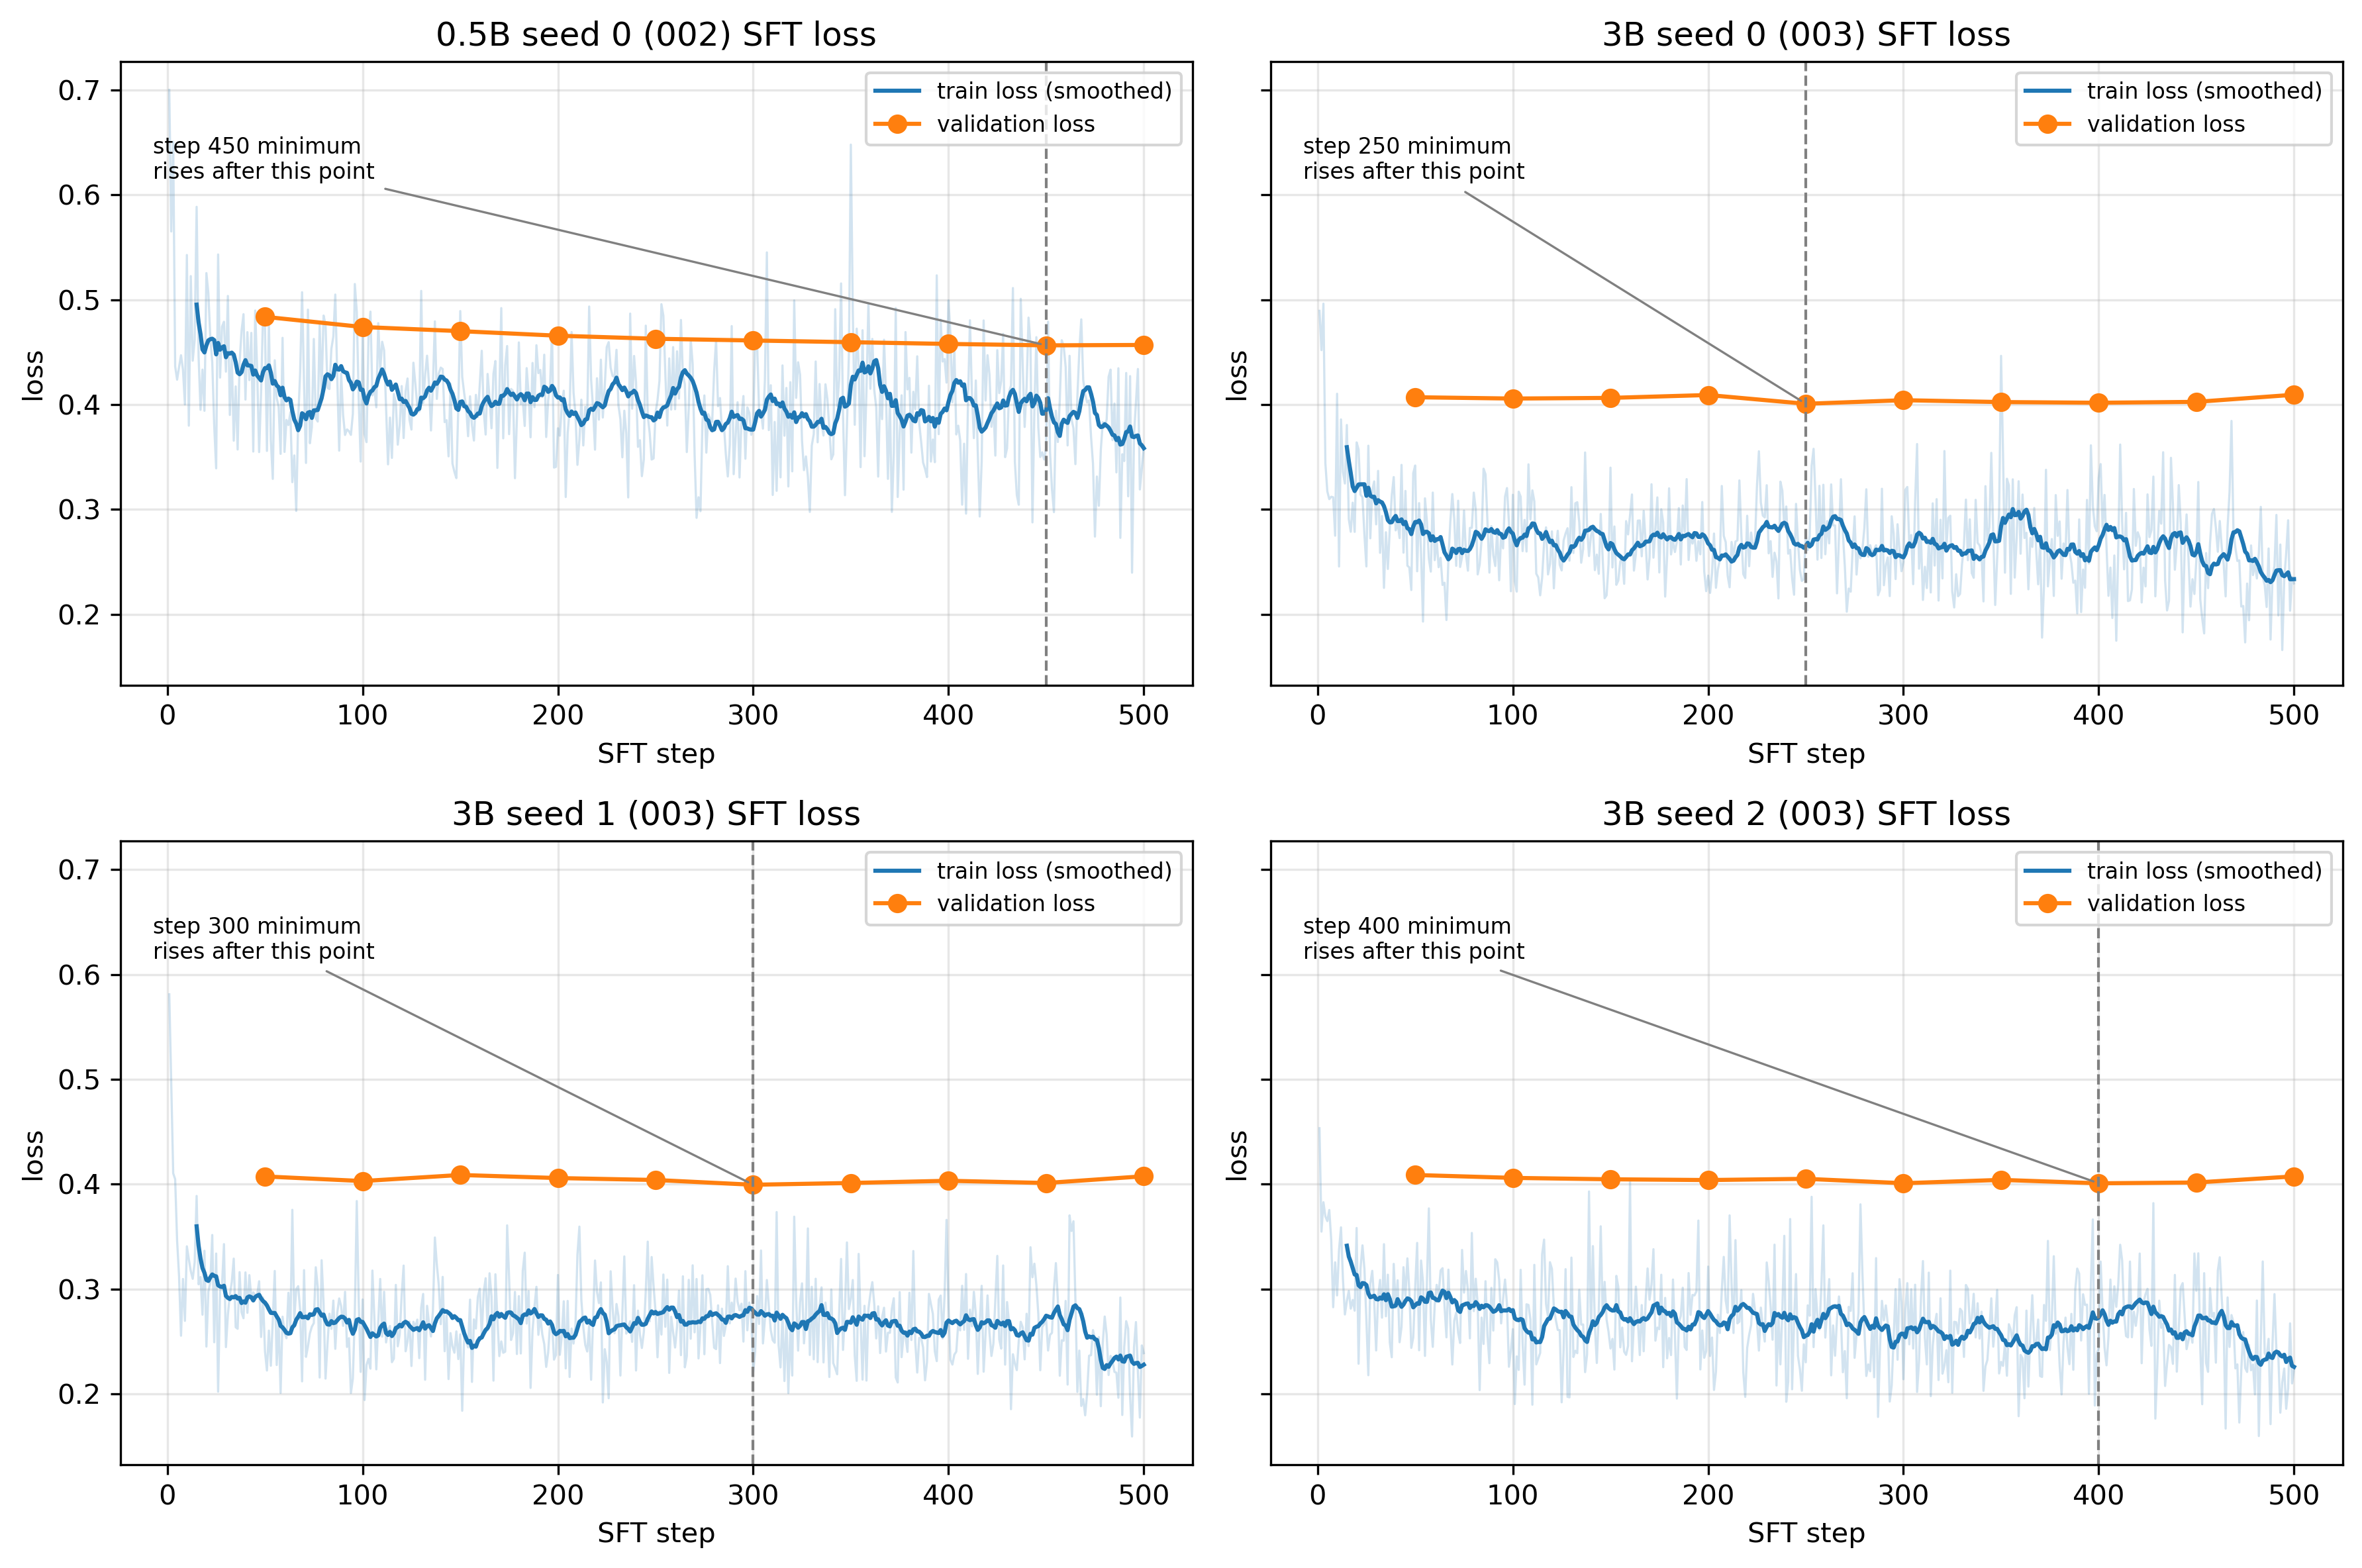 0.5B seed 0 (002) SFT loss
train loss (smoothed)
validation loss
step 450 minimum
rises after this point
loss
0.7
0.6
0.5
0.4
0.3
0.2
0 100 200 300 400 500
SFT step
3B seed 0 (003) SFT loss
train loss (smoothed)
validation loss
step 250 minimum
rises after this point
loss
0 100 200 300 400 500
SFT step
3B seed 1 (003) SFT loss
train loss (smoothed)
validation loss
step 300 minimum
rises after this point
loss
0.7
0.6
0.5
0.4
0.3
0.2
0 100 200 300 400 500
SFT step
3B seed 2 (003) SFT loss
train loss (smoothed)
validation loss
step 400 minimum
rises after this point
loss
0 100 200 300 400 500
SFT step